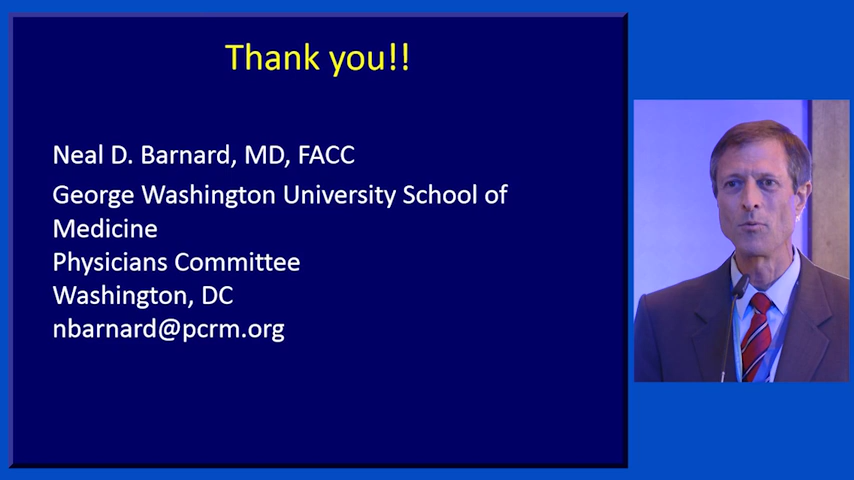 Thank you!!
Neal D. Barnard, MD, FACC
George Washington University School of
Medicine
Physicians Committee
Washington, DC
nbarnard@pcrm.org